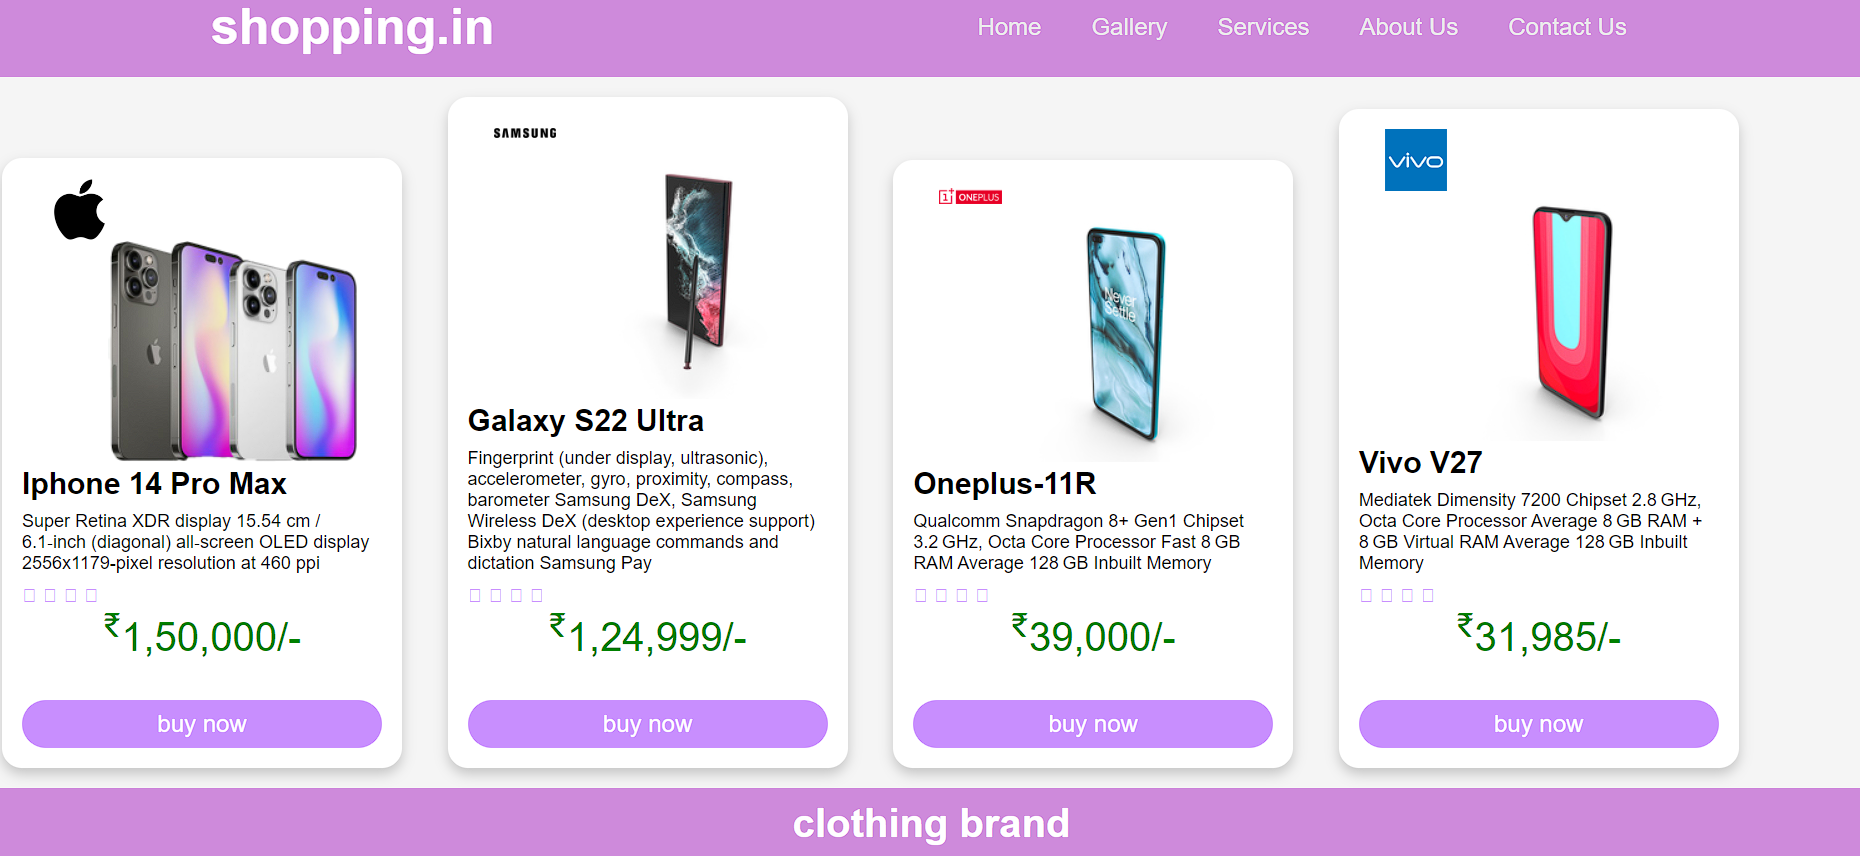 shopping.in
Home Gallery Services About Us Contact Us
Iphone 14 Pro Max
Super Retina XDR display 15.54 cm /
6.1-inch (diagonal) all-screen OLED display
2556x1179-pixel resolution at 460 ppi
₹1,50,000/-
buy now
SAMSUNG
Galaxy S22 Ultra
Fingerprint (under display, ultrasonic),
accelerometer, gyro, proximity, compass,
barometer Samsung DeX, Samsung
Wireless DeX (desktop experience support)
Bixby natural language commands and
dictation Samsung Pay
₹1,24,999/-
buy now
1+ ONEPLUS
Never
Settle
Oneplus-11R
Qualcomm Snapdragon 8+ Gen1 Chipset
3.2 GHz, Octa Core Processor Fast 8 GB
RAM Average 128 GB Inbuilt Memory
₹39,000/-
buy now
vivo
Vivo V27
Mediatek Dimensity 7200 Chipset 2.8 GHz,
Octa Core Processor Average 8 GB RAM +
8 GB Virtual RAM Average 128 GB Inbuilt
Memory
₹31,985/-
buy now
clothing brand